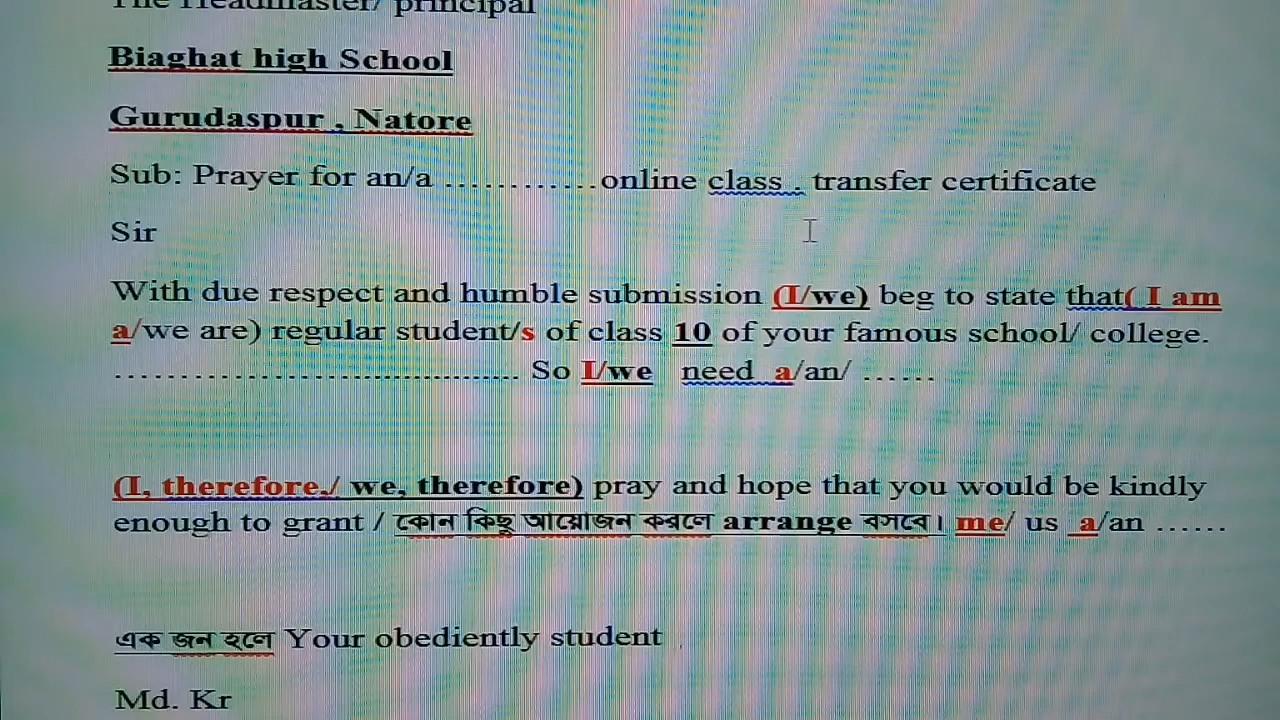 The Headmaster/ principal
Biaghat high School
Gurudaspur , Natore
Sub: Prayer for an/a ………….online class . transfer certificate
Sir
With due respect and humble submission (I/we) beg to state that( I am
a/we are) regular student/s of class 10 of your famous school/ college.
………………………………. So I/we need a/an/ ……
(I, therefore,/ we, therefore) pray and hope that you would be kindly
enough to grant / কোন কিছু আয়োজন করলে arrange বসবে। me/ us a/an ……
এক জন হলে Your obediently student
Md. Kr